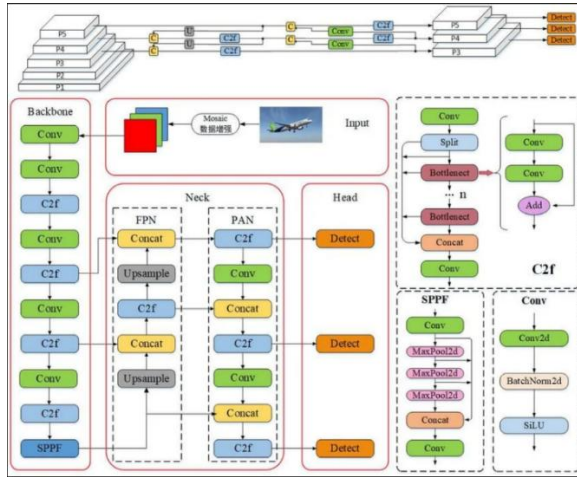 P5
P4
P3
P2
P1
U
C
C
U
C2f
C2f
C
C
Conv
Conv
C2f
C2f
P5
P4
P3
Detect
Detect
Detect
Backbone
Conv
Conv
C2f
Conv
C2f
Conv
C2f
Conv
C2f
SPPF
Mosaic
数据增强
Input
Neck
FPN
Concat
Upsample
C2f
Concat
Upsample
PAN
C2f
Conv
Concat
C2f
Conv
Concat
C2f
Head
Detect
Detect
Detect
Conv
Split
Bottlenect
... n
Bottlenect
Concat
Conv
Conv
Conv
Add
C2f
SPPF
Conv
MaxPool2d
MaxPool2d
MaxPool2d
Concat
Conv
Conv
Conv2d
BatchNorm2d
SiLU